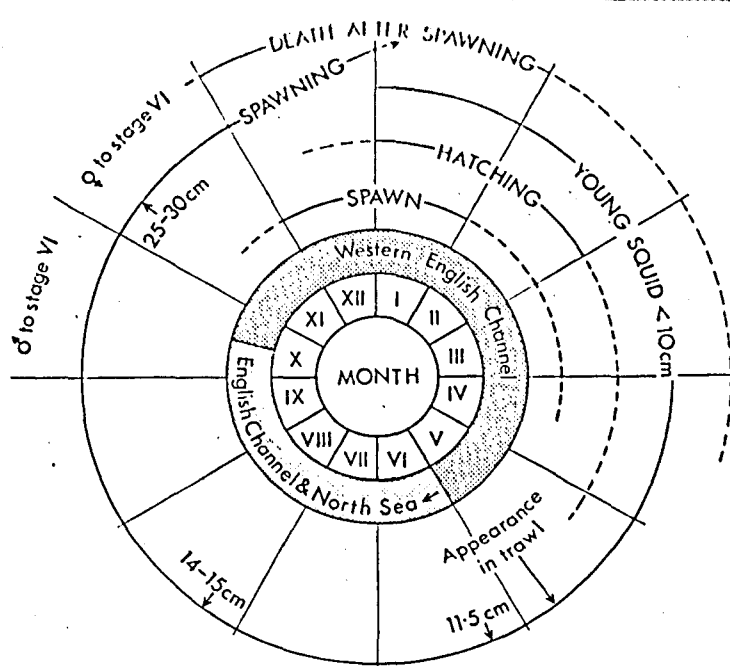 DEATH AFTER SPAWNING
SPAWNING
♀ to stage VI
♂ to stage VI
25-30cm
HATCHING
SPAWN
YOUNG SQUID <10cm
Western English Channel
English Channel & North Sea
MONTH
I
II
III
IV
V
VI
VII
VIII
IX
X
XI
XII
Appearance
in trawl
11·5 cm
14-15cm